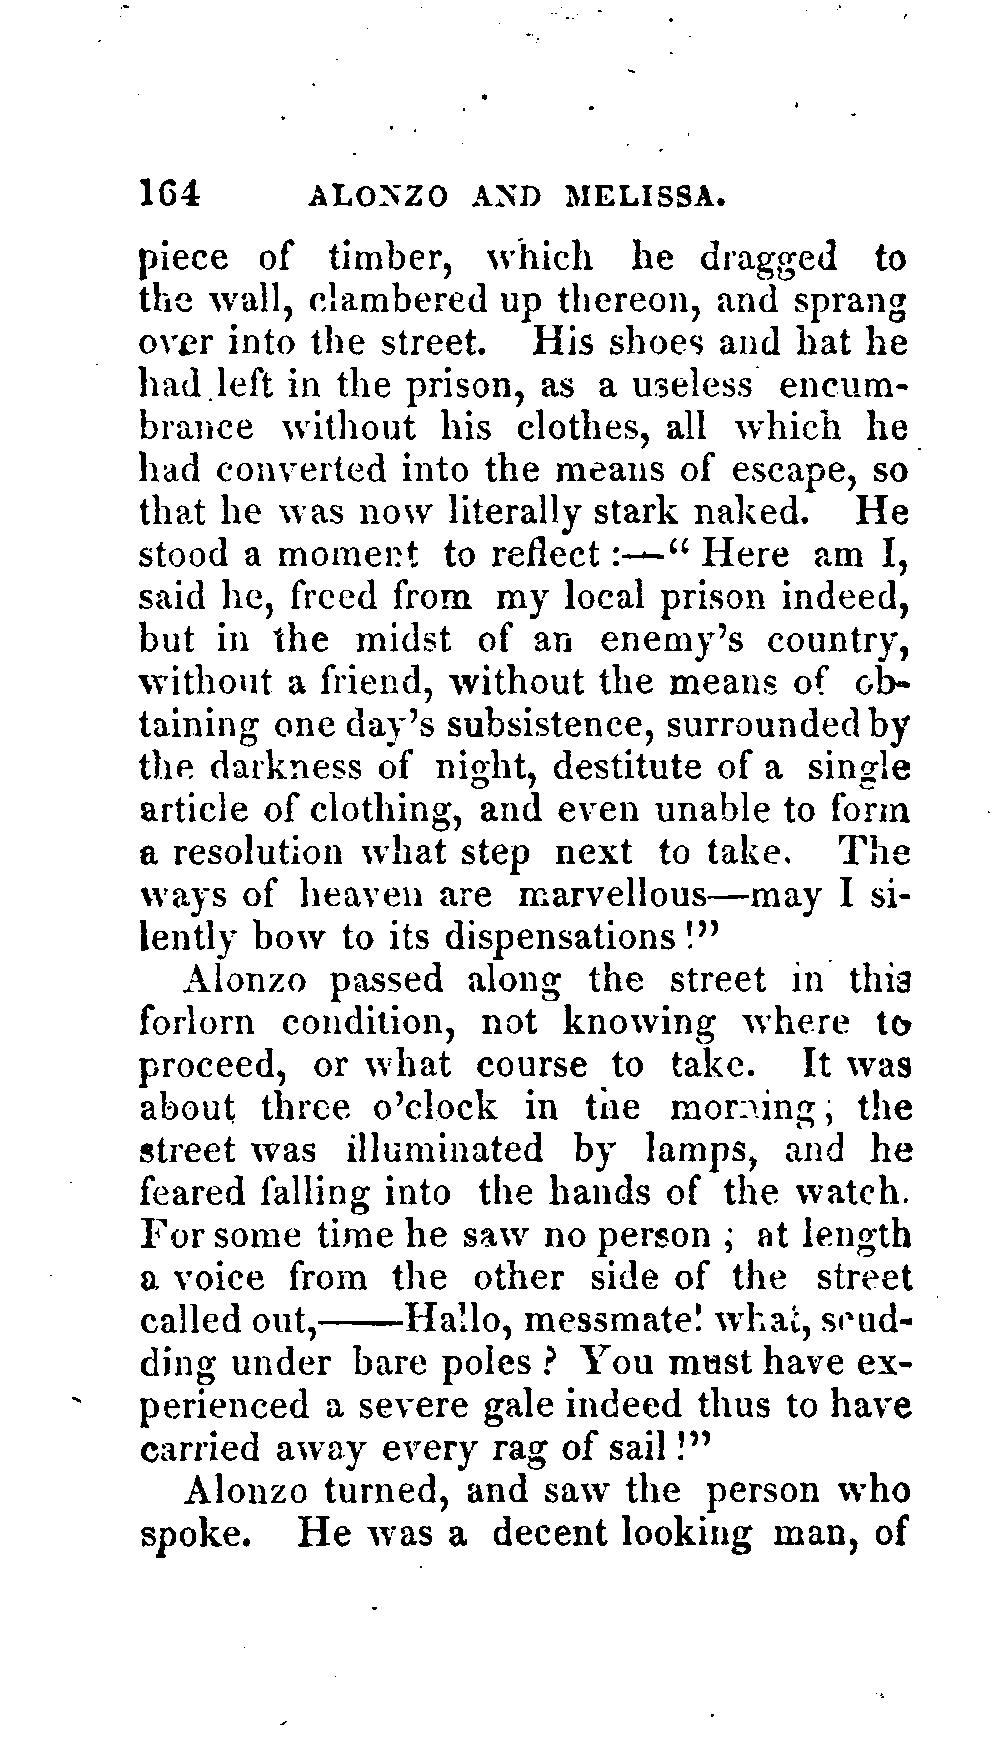 164 ALONZO AND MELISSA.
piece of timber, which he dragged to
the wall, clambered up thereon, and sprang
over into the street. His shoes and hat he
had left in the prison, as a useless encum-
brance without his clothes, all which he
had converted into the means of escape, so
that he was now literally stark naked. He
stood a moment to reflect :—“ Here am I,
said he, freed from my local prison indeed,
but in the midst of an enemy’s country,
without a friend, without the means of ob-
taining one day’s subsistence, surrounded by
the darkness of night, destitute of a single
article of clothing, and even unable to form
a resolution what step next to take. The
ways of heaven are marvellous—may I si-
lently bow to its dispensations !”
Alonzo passed along the street in this
forlorn condition, not knowing where to
proceed, or what course to take. It was
about three o’clock in the morning; the
street was illuminated by lamps, and he
feared falling into the hands of the watch.
For some time he saw no person ; at length
a voice from the other side of the street
called out,——Hallo, messmate! what, scud-
ding under bare poles ? You must have ex-
perienced a severe gale indeed thus to have
carried away every rag of sail !”
Alonzo turned, and saw the person who
spoke. He was a decent looking man, of